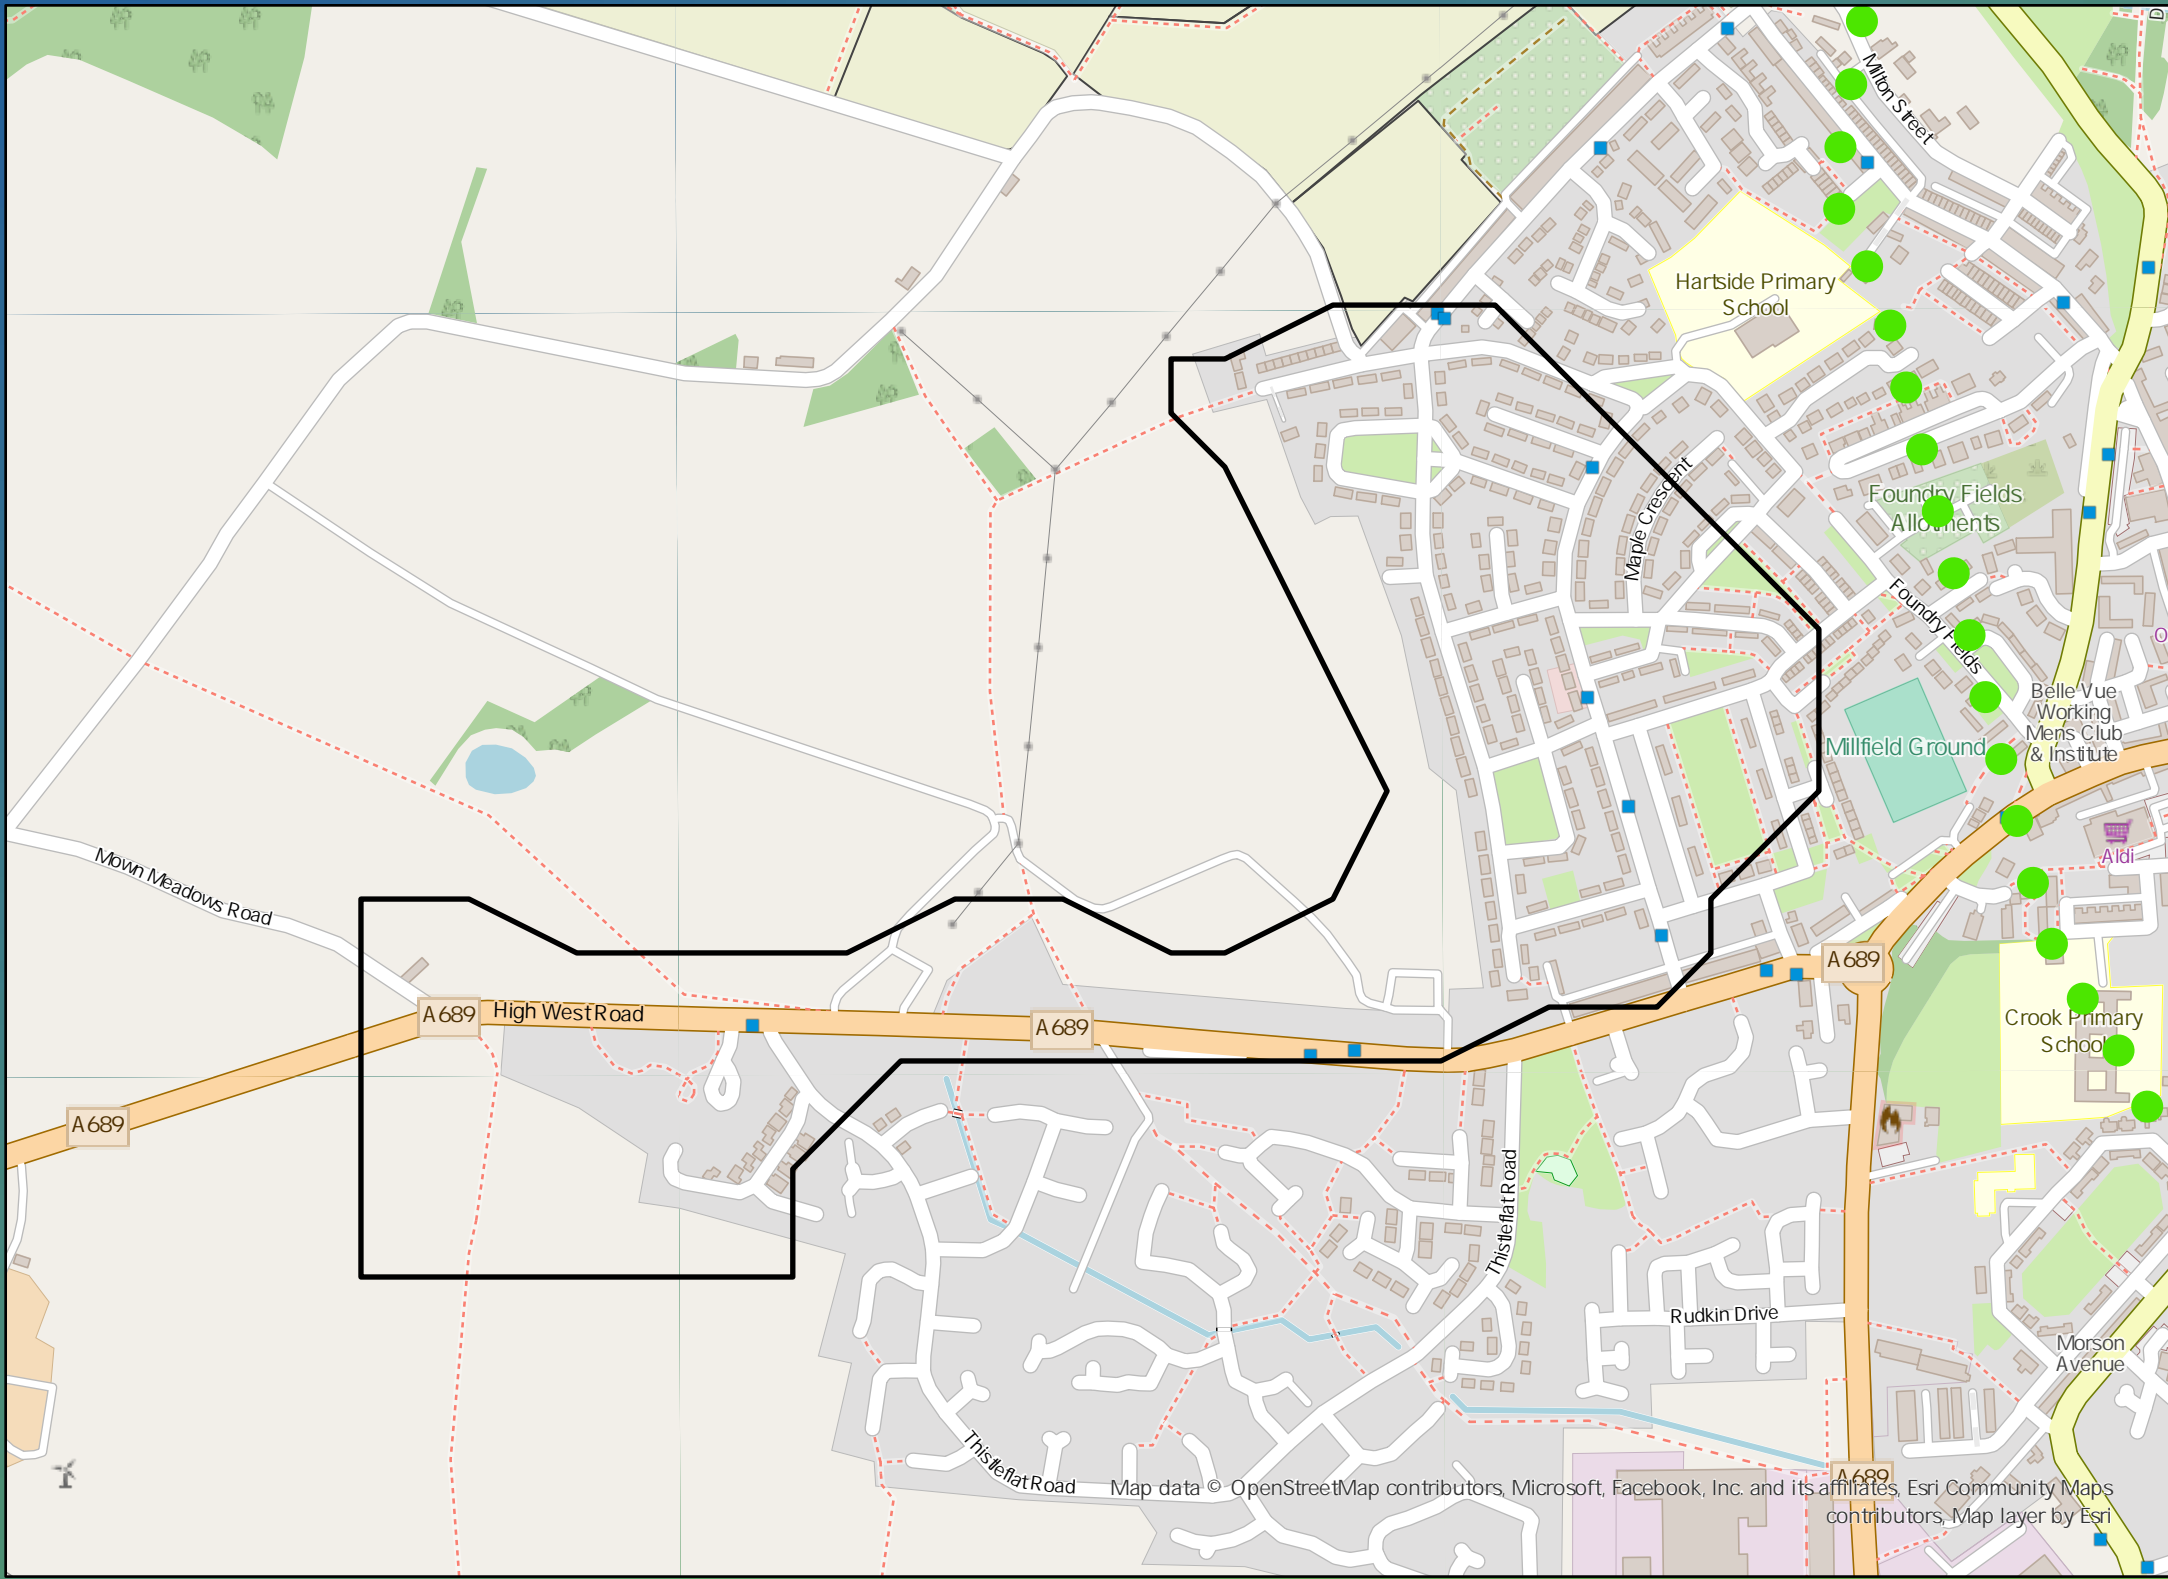 D
Milton Street
Hartside Primary
School
Maple Crescent
Foundry Fields
Allotments
Foundry Fields
O
Belle Vue
Working
Mens Club
& Institute
Millfield Ground
Aldi
Mown Meadows Road
A689
A689
High West Road
A689
A689
Crook Primary
School
Thistleflat Road
Rudkin Drive
Morson
Avenue
Thistleflat Road
A689
Map data © OpenStreetMap contributors, Microsoft, Facebook, Inc. and its affiliates, Esri Community Maps
contributors, Map layer by Esri